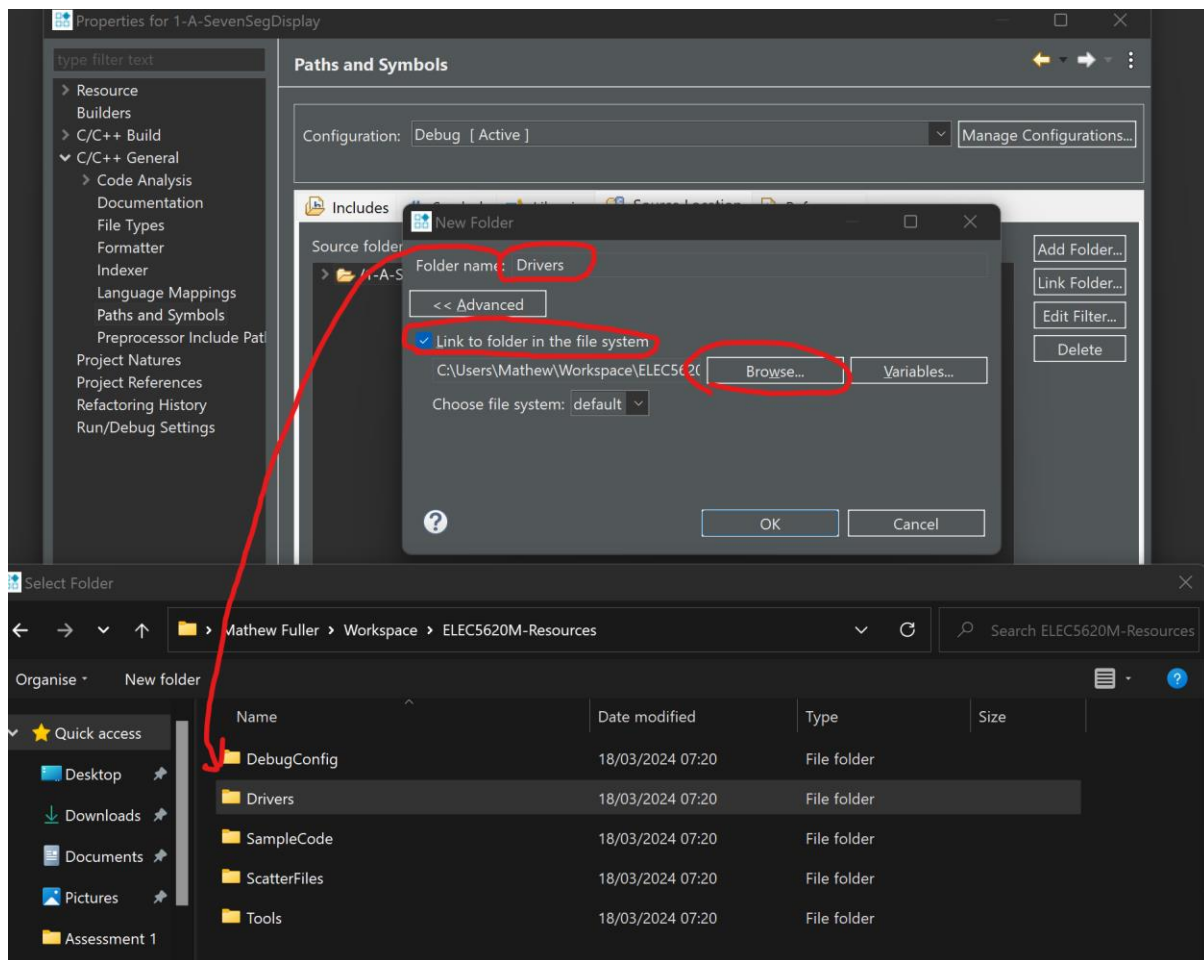 Properties for 1-A-SevenSegDisplay
type filter text
Resource
Builders
C/C++ Build
C/C++ General
Code Analysis
Documentation
File Types
Formatter
Indexer
Language Mappings
Paths and Symbols
Preprocessor Include Pat
Project Natures
Project References
Refactoring History
Run/Debug Settings
Paths and Symbols
Configuration: Debug [ Active ]
Manage Configurations...
Includes
Source Location
Source folder
/1-A-S
Add Folder...
Link Folder...
Edit Filter...
Delete
New Folder
Folder name: Drivers
<< Advanced
Link to folder in the file system
C:\Users\Mathew\Workspace\ELEC562 Browse... Variables...
Choose file system: default
OK Cancel
Select Folder
Mathew Fuller > Workspace > ELEC5620M-Resources
Search ELEC5620M-Resources
Organise New folder
Quick access
Desktop
Downloads
Documents
Pictures
Assessment 1
Name Date modified Type Size
DebugConfig 18/03/2024 07:20 File folder
Drivers 18/03/2024 07:20 File folder
SampleCode 18/03/2024 07:20 File folder
ScatterFiles 18/03/2024 07:20 File folder
Tools 18/03/2024 07:20 File folder